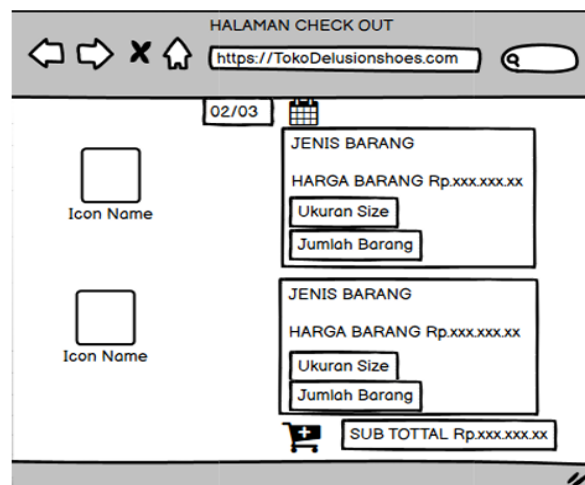 HALAMAN CHECK OUT
https://TokoDelusionshoes.com
02/03
JENIS BARANG
HARGA BARANG Rp.xxx.xxx.xx
Icon Name
Ukuran Size
Jumlah Barang
JENIS BARANG
HARGA BARANG Rp.xxx.xxx.xx
Icon Name
Ukuran Size
Jumlah Barang
SUB TOTTAL Rp.xxx.xxx.xx